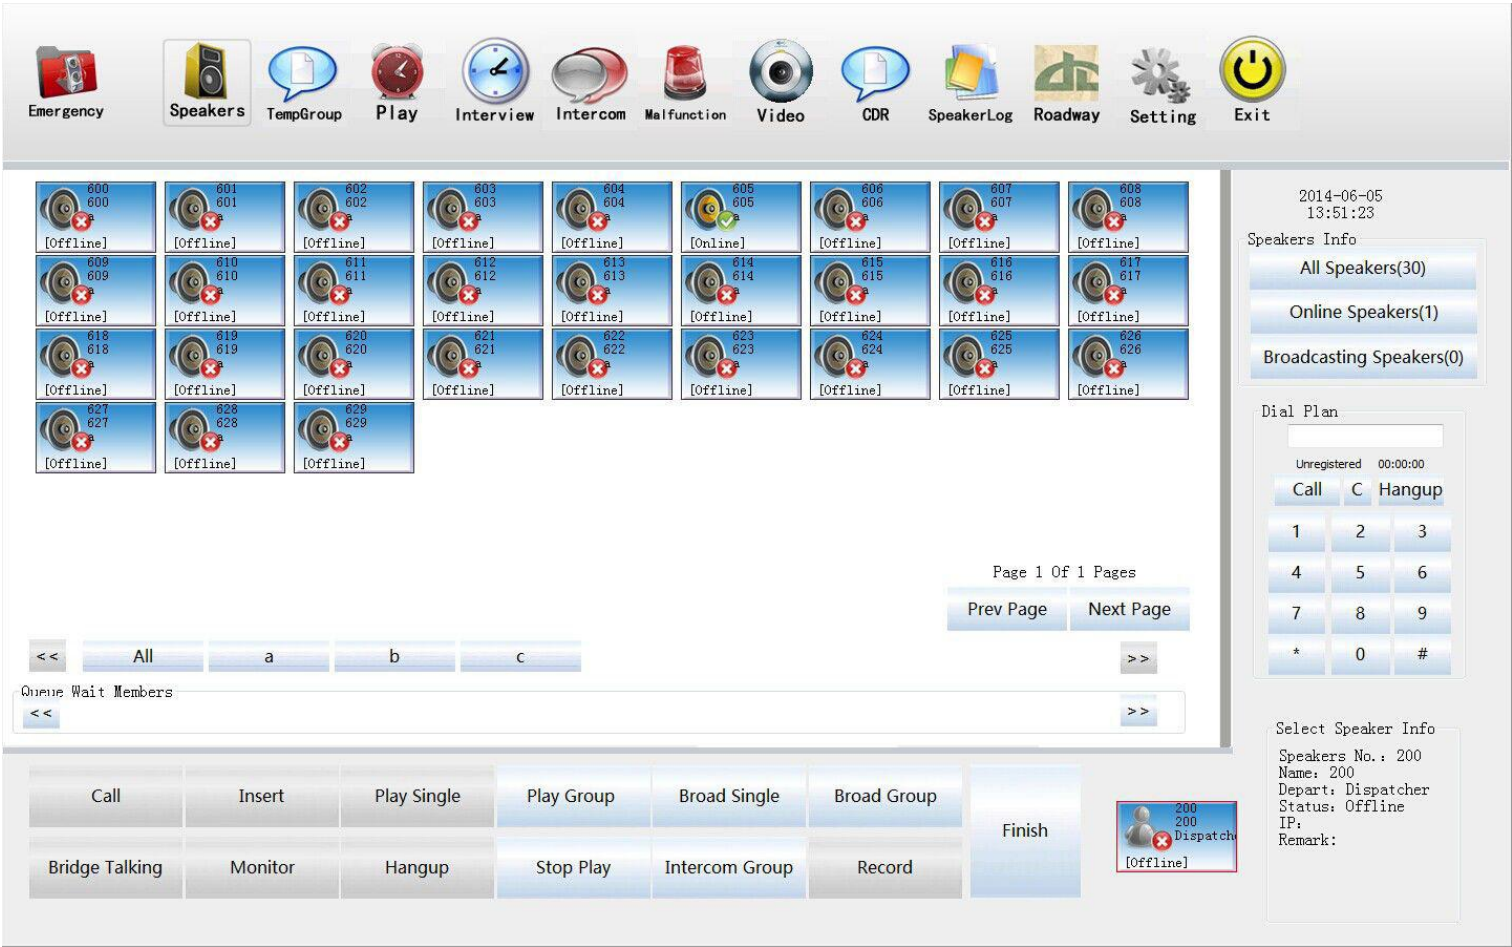 Emergency
Speakers
TempGroup
Play
Interview
Intercom
Malfunction
Video
CDR
SpeakerLog
Roadway
Setting
Exit
600
600
a
[Offline]
601
601
a
[Offline]
602
602
a
[Offline]
603
603
a
[Offline]
604
604
a
[Offline]
605
605
a
[Online]
606
606
a
[Offline]
607
607
a
[Offline]
608
608
a
[Offline]
609
609
a
[Offline]
610
610
a
[Offline]
611
611
a
[Offline]
612
612
a
[Offline]
613
613
a
[Offline]
614
614
a
[Offline]
615
615
a
[Offline]
616
616
a
[Offline]
617
617
a
[Offline]
618
618
a
[Offline]
619
619
a
[Offline]
620
620
a
[Offline]
621
621
a
[Offline]
622
622
a
[Offline]
623
623
a
[Offline]
624
624
a
[Offline]
625
625
a
[Offline]
626
626
a
[Offline]
627
627
a
[Offline]
628
628
a
[Offline]
629
629
a
[Offline]
Page 1 Of 1 Pages
Prev Page
Next Page
<<
All
a
b
c
>>
Queue Wait Members
<<
>>
2014-06-05
13:51:23
Speakers Info
All Speakers(30)
Online Speakers(1)
Broadcasting Speakers(0)
Dial Plan
Unregistered 00:00:00
Call C Hangup
1 2 3
4 5 6
7 8 9
* 0 #
Select Speaker Info
Speakers No.: 200
Name: 200
Depart: Dispatcher
Status: Offline
IP:
Remark:
Call
Insert
Play Single
Play Group
Broad Single
Broad Group
Bridge Talking
Monitor
Hangup
Stop Play
Intercom Group
Record
Finish
200
200
Dispatch
[Offline]